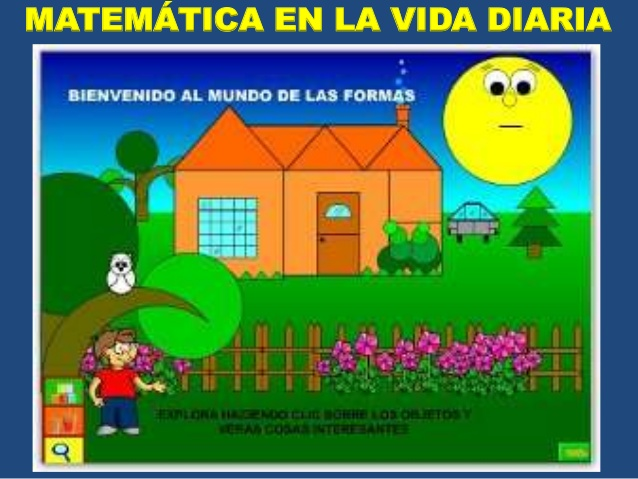 MATEMÁTICA EN LA VIDA DIARIA
BIENVENIDO AL MUNDO DE LAS FORMAS
EXPLORA HACIENDO CLIC SOBRE LOS OBJETOS Y
VERAS COSAS INTERESANTES